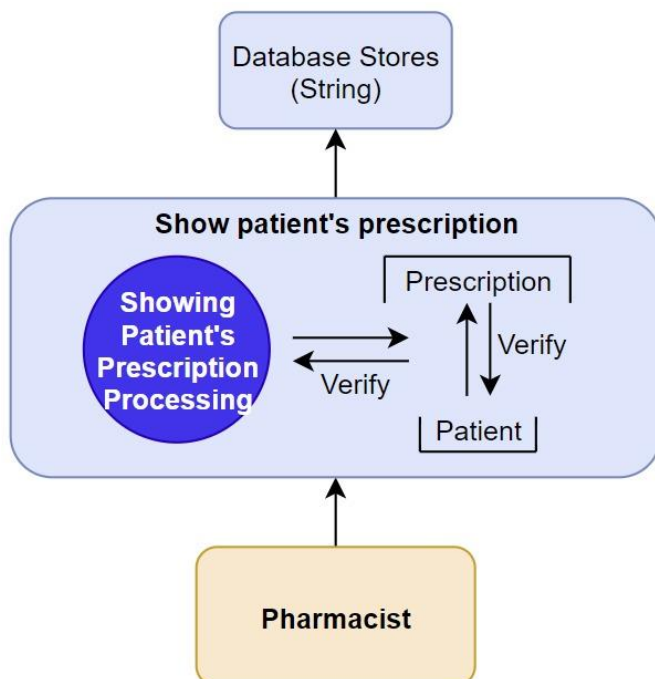 Database Stores
(String)
Show patient's prescription
Showing
Patient's
Prescription
Processing
Prescription
Verify
Verify
Patient
Pharmacist